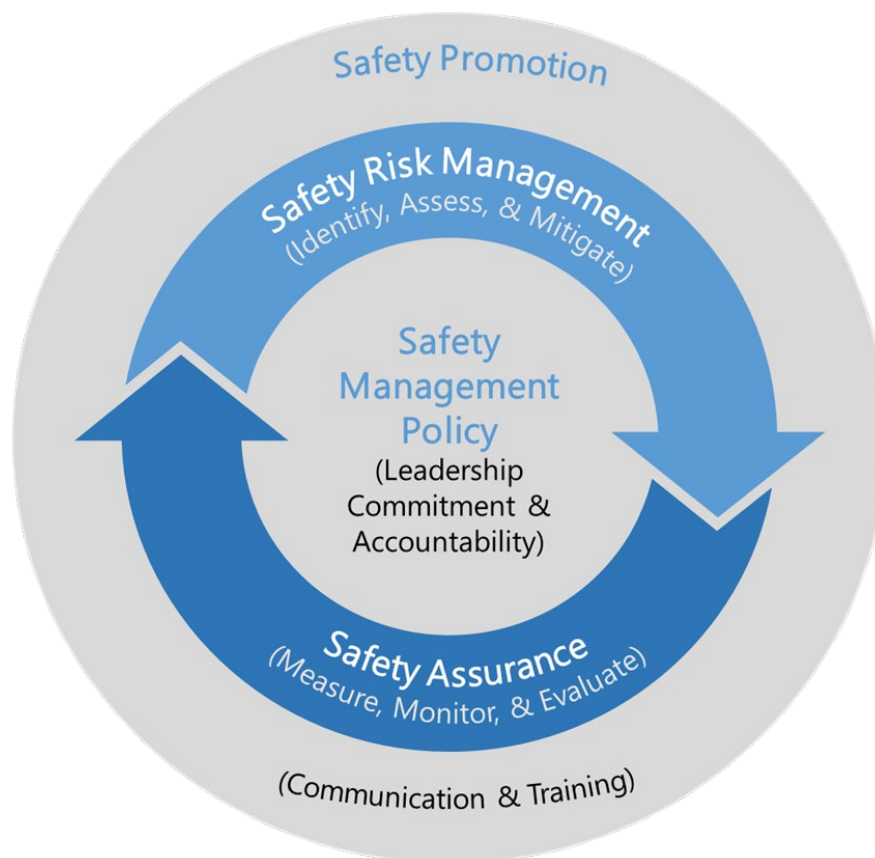 Safety Promotion
Safety Risk Management
(Identify, Assess, & Mitigate)
Safety
Management
Policy
(Leadership
Commitment &
Accountability)
Safety Assurance
(Measure, Monitor, & Evaluate)
(Communication & Training)